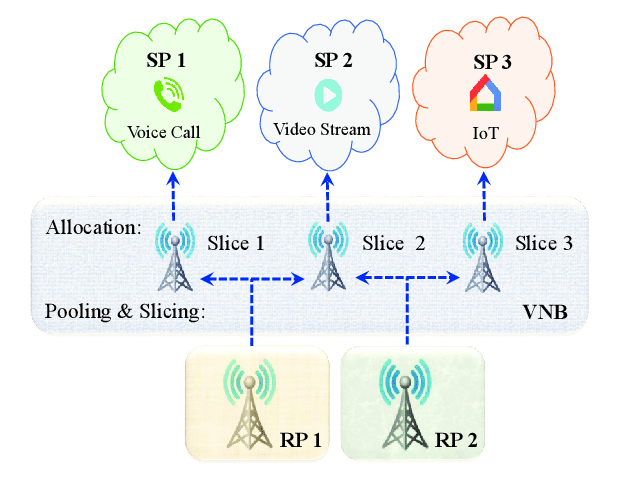 SP 1
Voice Call
SP 2
Video Stream
SP 3
IoT
Allocation:
Slice 1
Slice 2
Slice 3
Pooling & Slicing:
VNB
RP 1
RP 2